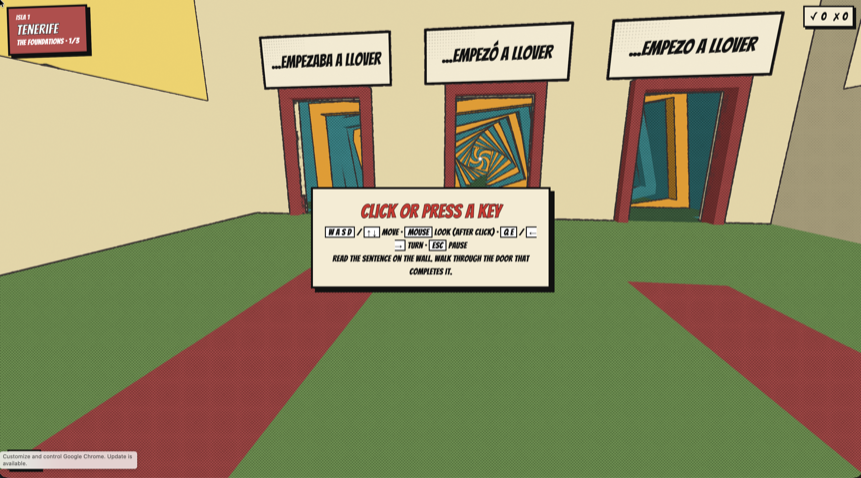 ISLA 1
TENERIFE
THE FOUNDATIONS · 1/3
✓ 0 ✗ 0
...EMPEZABA A LLOVER
...EMPEZÓ A LLOVER
...EMPEZO A LLOVER
CLICK OR PRESS A KEY
W A S D / ↑ ↓ MOVE · MOUSE LOOK (AFTER CLICK) · Q E / ←
→ TURN · ESC PAUSE
READ THE SENTENCE ON THE WALL. WALK THROUGH THE DOOR THAT
COMPLETES IT.
Customize and control Google Chrome. Update is
available.